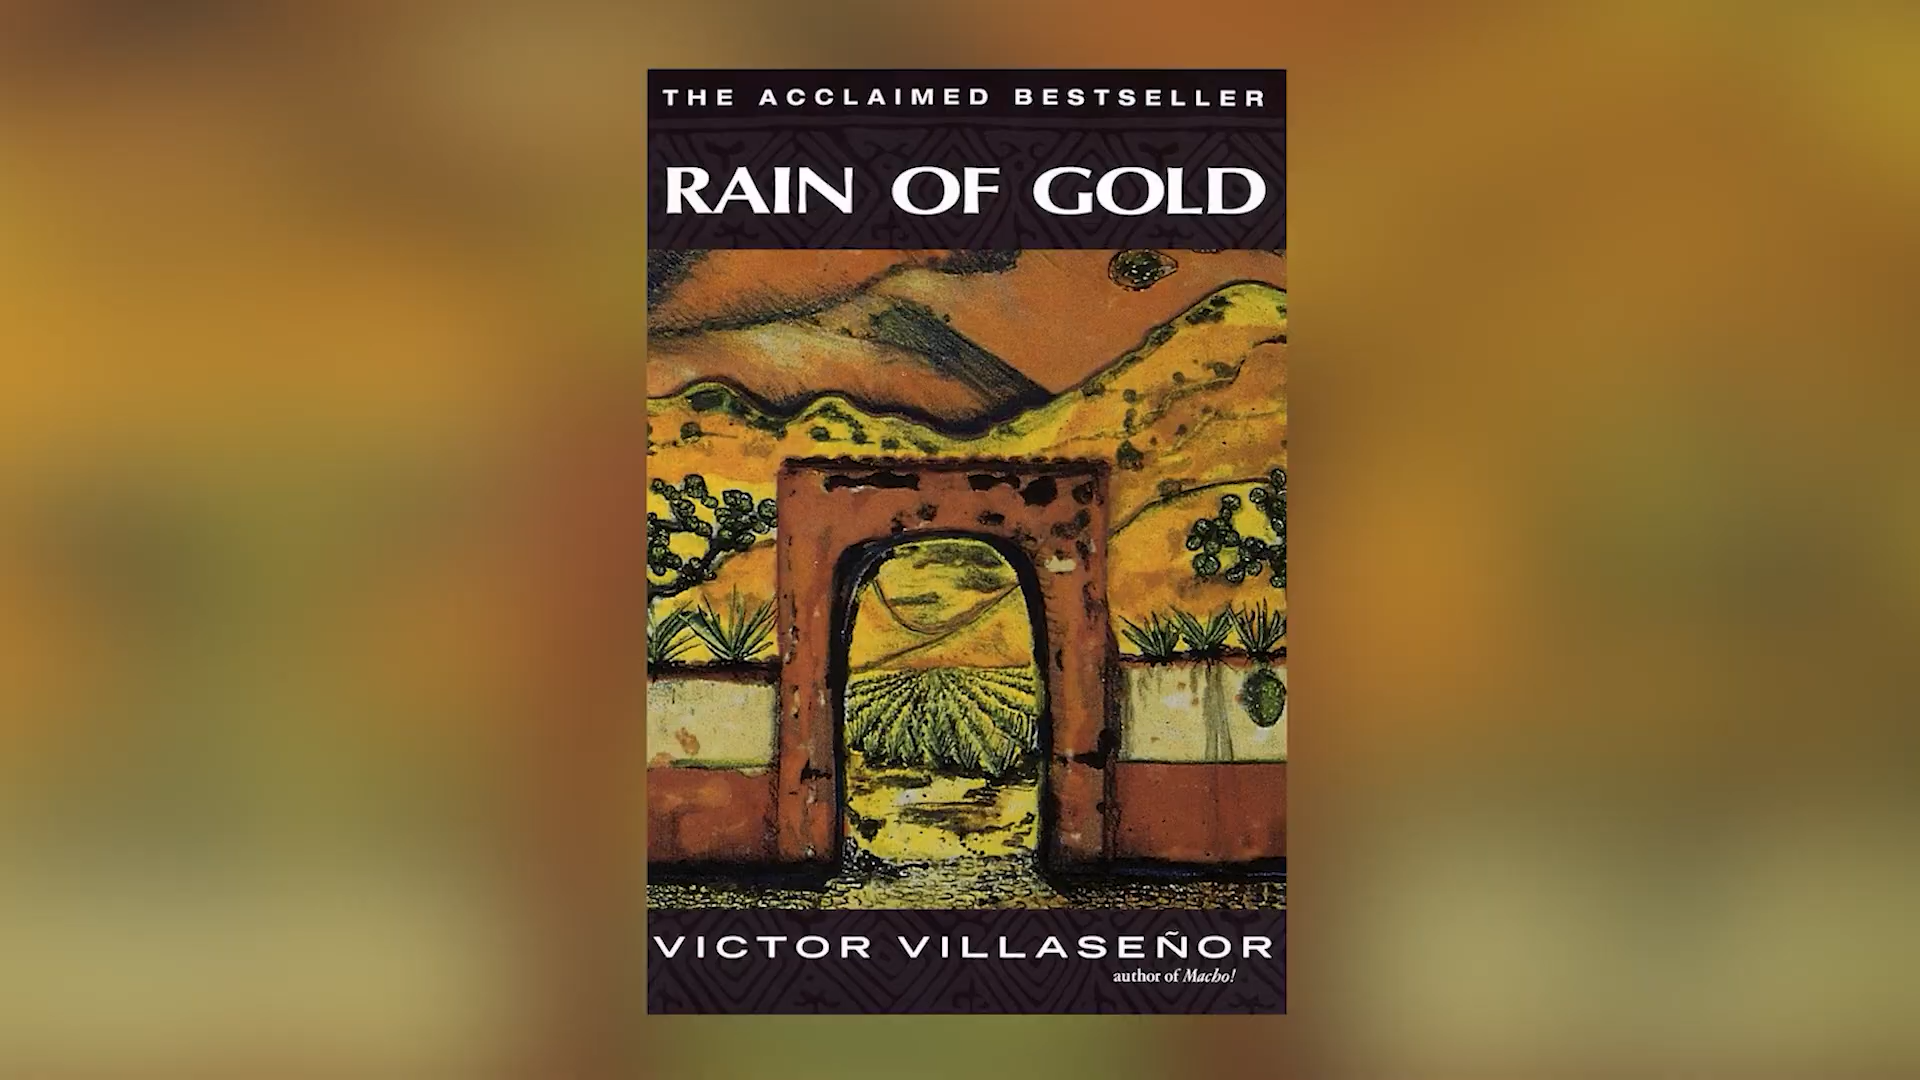 THE ACCLAIMED BESTSELLER
RAIN OF GOLD
VICTOR VILLASEÑOR
author of Macho!